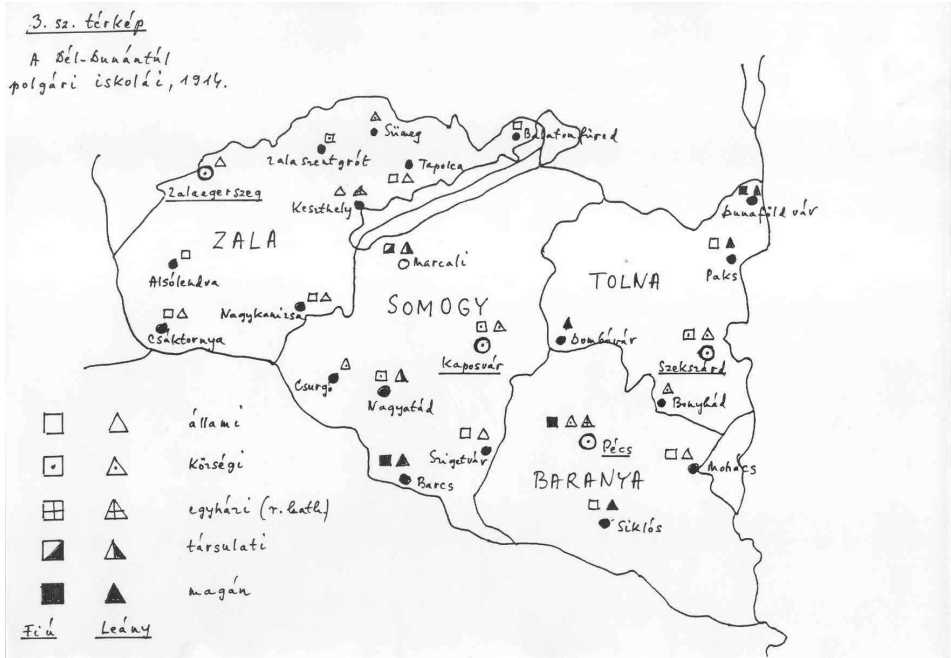 3. sz. térkép
A Dél-Dunántúl
polgári iskolái, 1914.
Sümeg
Balatonfüred
Zalaszentgrót
Tapolca
Zalaegerszeg
Keszthely
Dunaföldvár
ZALA
Marcali
Paks
Alsólendva
TOLNA
Nagykanizsa
SOMOGY
Csáktornya
Kaposvár
Dombóvár
Szekszárd
Csurgó
Nagyatád
Bonyhád
állami
Szigetvár
Pécs
községi
Barcs
BARANYA
Mohács
egyházi (r. kath.)
Siklós
társulati
magán
Fiú Leány